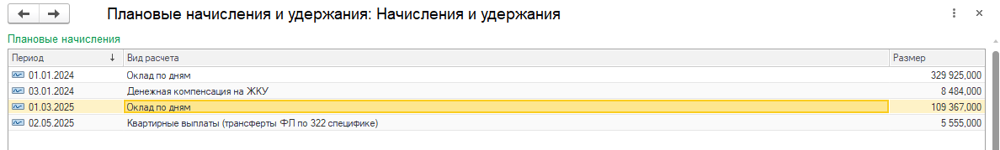 Плановые начисления и удержания: Начисления и удержания
Плановые начисления
Период Вид расчета Размер
01.01.2024 Оклад по дням 329 925,000
03.01.2024 Денежная компенсация на ЖКУ 8 484,000
01.03.2025 Оклад по дням 109 367,000
02.05.2025 Квартирные выплаты (трансферты ФЛ по 322 специфике) 5 555,000